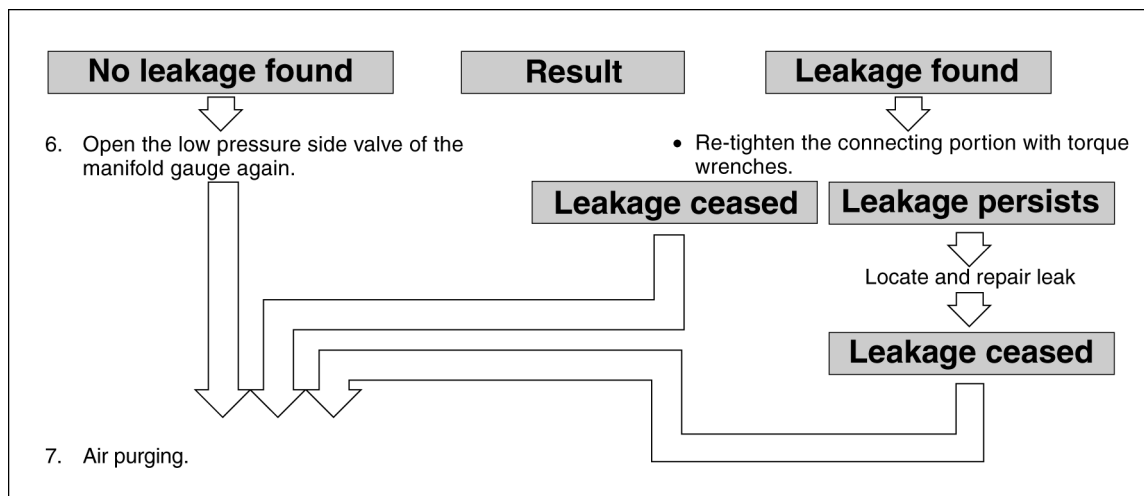 No leakage found
Result
Leakage found
6. Open the low pressure side valve of the
manifold gauge again.
• Re-tighten the connecting portion with torque
wrenches.
Leakage ceased
Leakage persists
Locate and repair leak
Leakage ceased
7. Air purging.